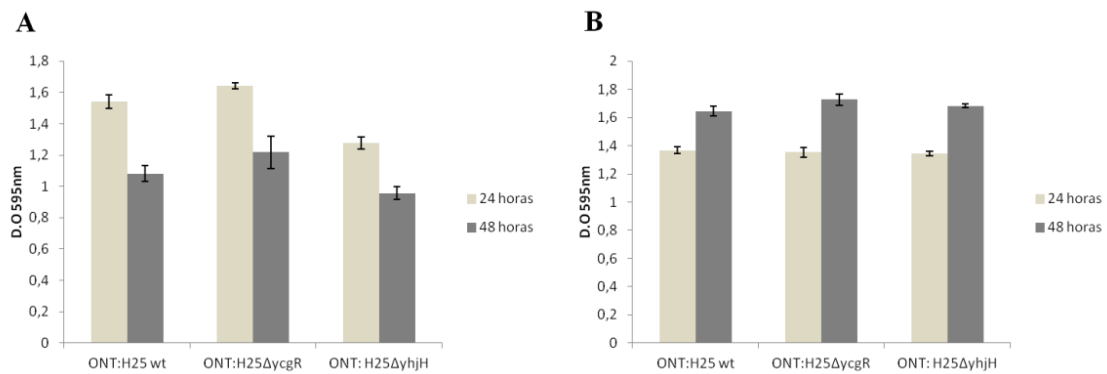 A
1,8
1,6
1,4
1,2
1
0,8
0,6
0,4
0,2
0
D.O 595nm
ONT:H25 wt
ONT:H25ΔycgR
ONT: H25ΔyhjH
24 horas
48 horas
B
2
1,8
1,6
1,4
1,2
1
0,8
0,6
0,4
0,2
0
D.O 595nm
ONT:H25 wt
ONT:H25ΔycgR
ONT: H25ΔyhjH
24 horas
48 horas